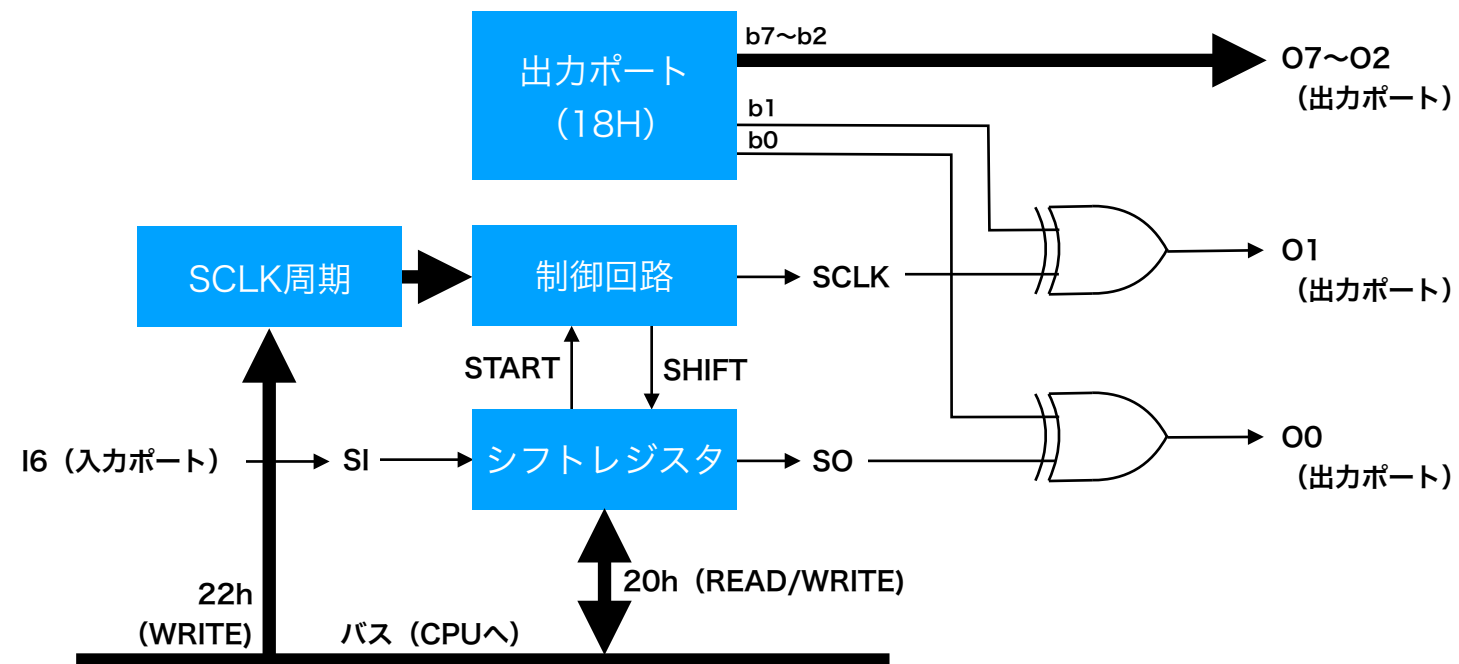 出力ポート
（18H）
b7〜b2
b1
b0
O7〜O2
（出力ポート）
SCLK周期
制御回路
SCLK
O1
（出力ポート）
START
SHIFT
I6（入力ポート）
SI
シフトレジスタ
SO
O0
（出力ポート）
22h
(WRITE)
20h（READ/WRITE)
バス（CPUへ）